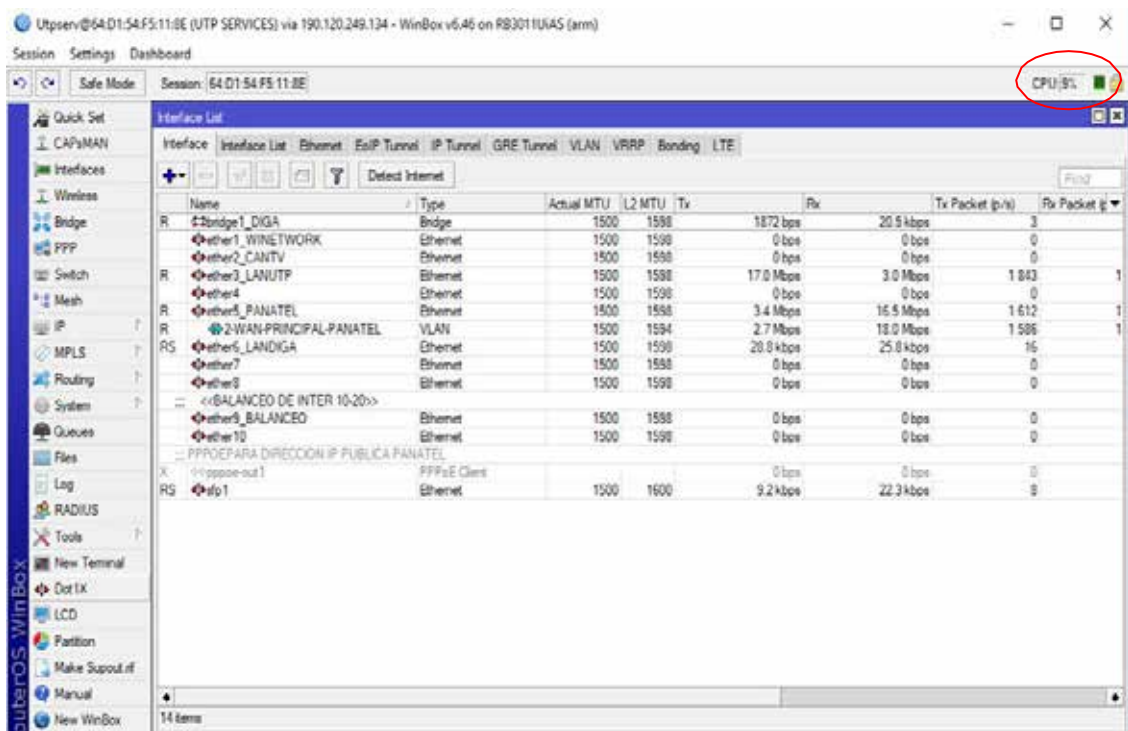 Utpserv@64:D1:54:F5:11:8E (UTP SERVICES) via 190.120.249.134 - WinBox v6.46 on RB3011UiAS (arm)
Session Settings Dashboard
Safe Mode Session: 64:D1:54:F5:11:8E CPU: 9%
Quick Set
CAPsMAN
Interfaces
Wireless
Bridge
PPP
Switch
Mesh
IP
MPLS
Routing
System
Queues
Files
Log
RADIUS
Tools
New Terminal
Dot1X
LCD
Partition
Make Supout.rif
Manual
New WinBox
outerOS WinBox
Interface List
Interface Interface List Ethernet EoIP Tunnel IP Tunnel GRE Tunnel VLAN VRRP Bonding LTE
Detect Internet Find
Name Type Actual MTU L2 MTU Tx Rx Tx Packet (p/s) Rx Packet (p
R bridge1_DIGA Bridge 1500 1598 1872 bps 20.5 kbps 3
ether1_WINETWORK Ethernet 1500 1598 0 bps 0 bps 0
ether2_CANTV Ethernet 1500 1598 0 bps 0 bps 0
R ether3_LANUTP Ethernet 1500 1598 17.0 Mbps 3.0 Mbps 1 843 1
ether4 Ethernet 1500 1598 0 bps 0 bps 0
R ether5_PANATEL Ethernet 1500 1598 3.4 Mbps 16.5 Mbps 1 612 1
R 2-WAN-PRINCIPAL-PANATEL VLAN 1500 1594 2.7 Mbps 18.0 Mbps 1 586 1
RS ether6_LANDIGA Ethernet 1500 1598 28.8 kbps 25.8 kbps 16
ether7 Ethernet 1500 1598 0 bps 0 bps 0
ether8 Ethernet 1500 1598 0 bps 0 bps 0
::: <<BALANCEO DE INTER 10-20>>
ether9_BALANCEO Ethernet 1500 1598 0 bps 0 bps 0
ether10 Ethernet 1500 1598 0 bps 0 bps 0
::: PPPOEPARA DIRECCION IP PUBLICA PANATEL
X pppoe-out1 PPPoE Client 0 bps 0 bps 0
RS sfp1 Ethernet 1500 1600 9.2 kbps 22.3 kbps 8
14 items